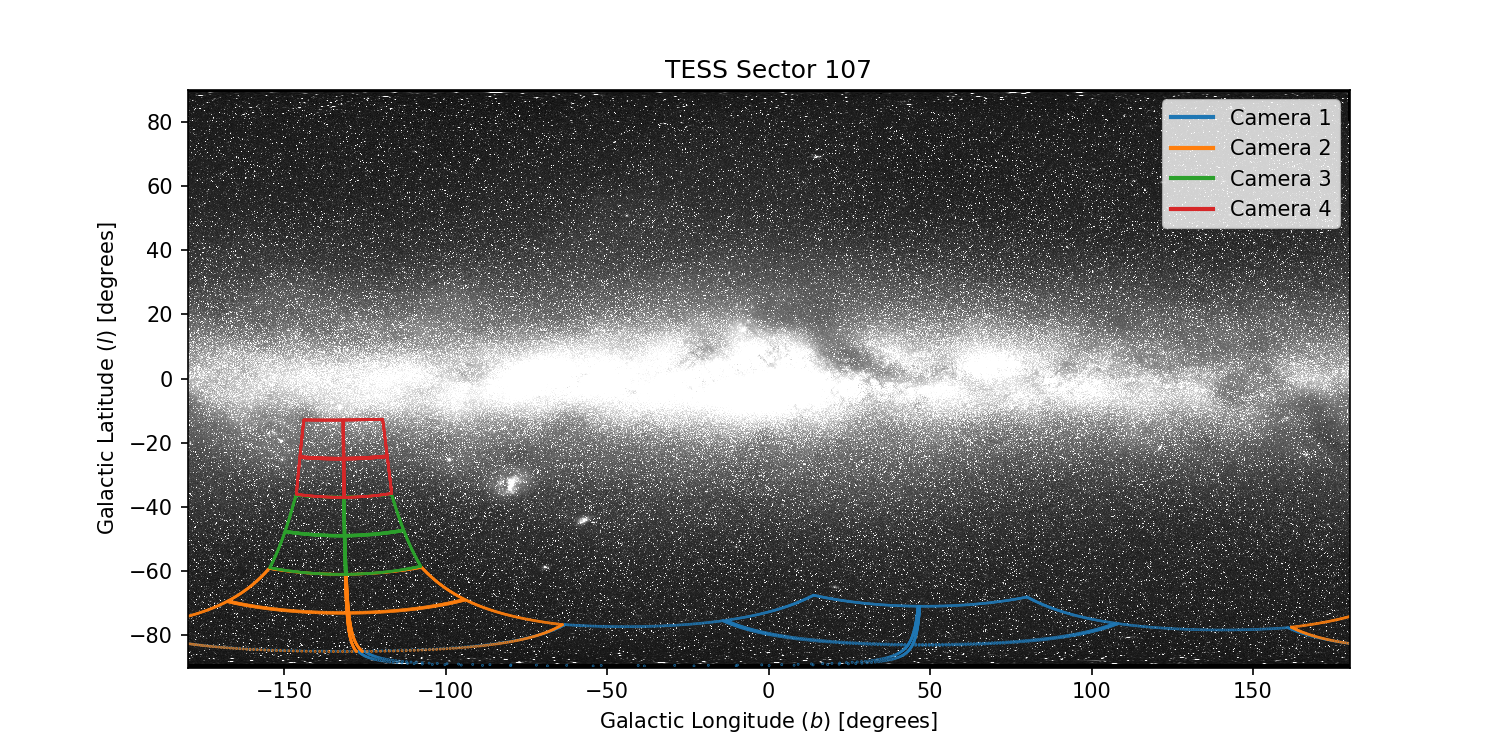 TESS Sector 107
Camera 1
Camera 2
Camera 3
Camera 4
Galactic Latitude (l) [degrees]
80
60
40
20
0
−20
−40
−60
−80
−150
−100
−50
0
50
100
150
Galactic Longitude (b) [degrees]